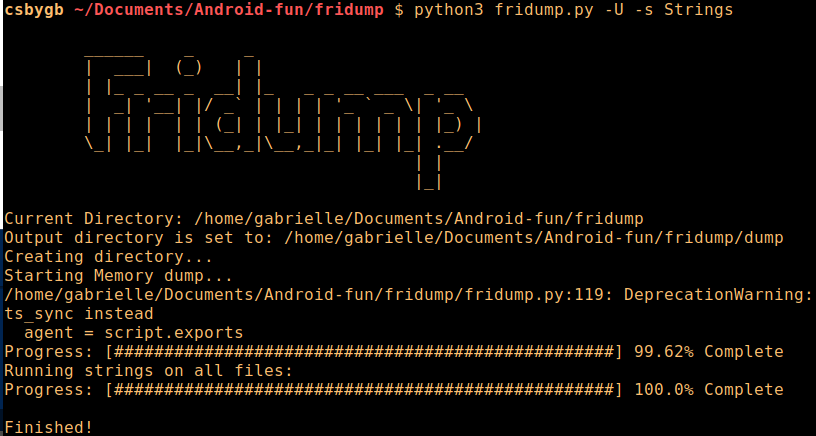 csbygb ~/Documents/Android-fun/fridump $ python3 fridump.py -U -s Strings
Fridump
Current Directory: /home/gabrielle/Documents/Android-fun/fridump
Output directory is set to: /home/gabrielle/Documents/Android-fun/fridump/dump
Creating directory...
Starting Memory dump...
/home/gabrielle/Documents/Android-fun/fridump/fridump.py:119: DeprecationWarning:
ts_sync instead
  agent = script.exports
Progress: [##################################################] 99.62% Complete
Running strings on all files:
Progress: [##################################################] 100.0% Complete
Finished!